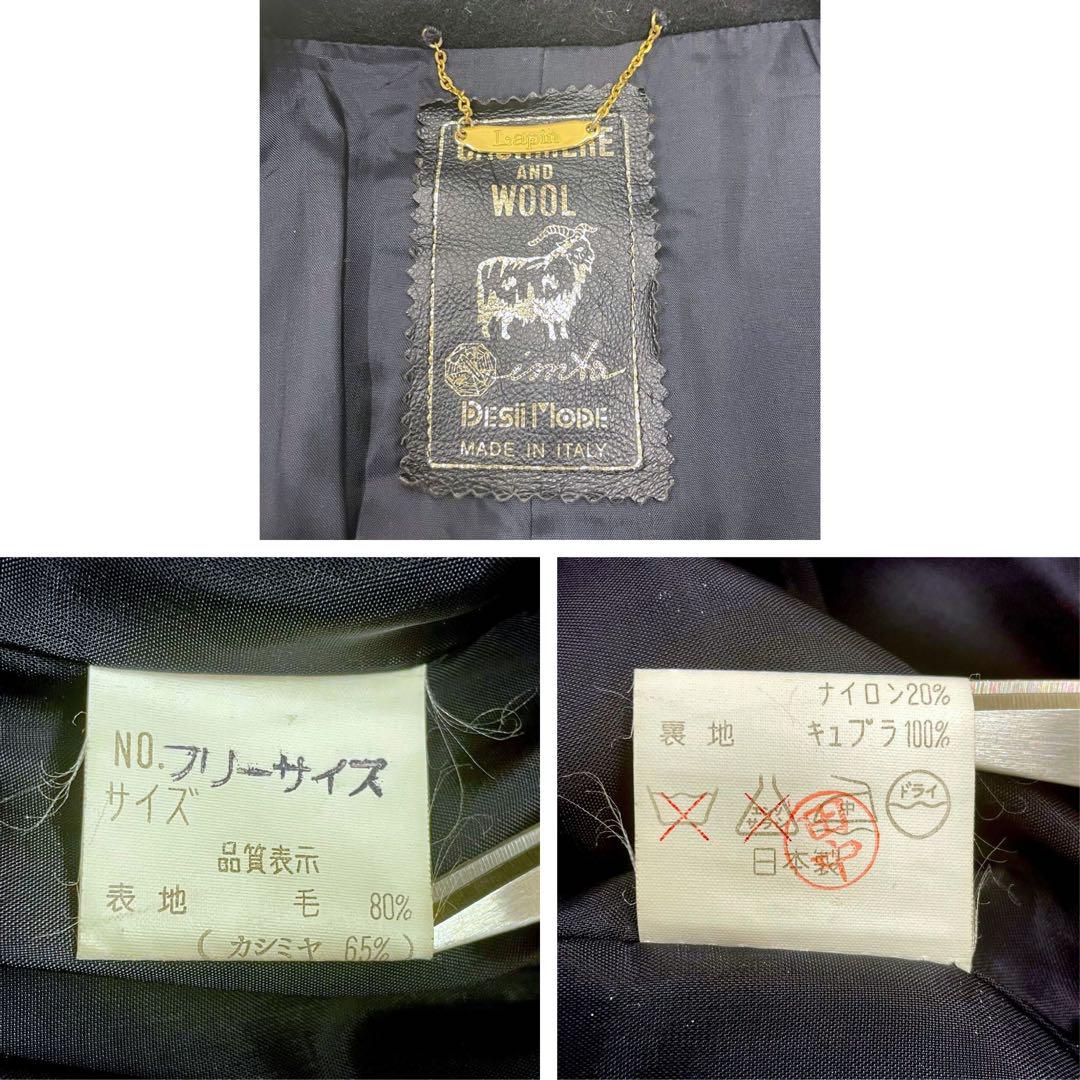 Lapin
CASHMERE
AND
WOOL
DESii MODE
MADE IN ITALY
NO. フリーサイズ
サイズ
品質表示
表地 毛 80%
( カシミヤ 65% )
ナイロン20%
裏地 キュプラ100%
中 ドライ
日本製